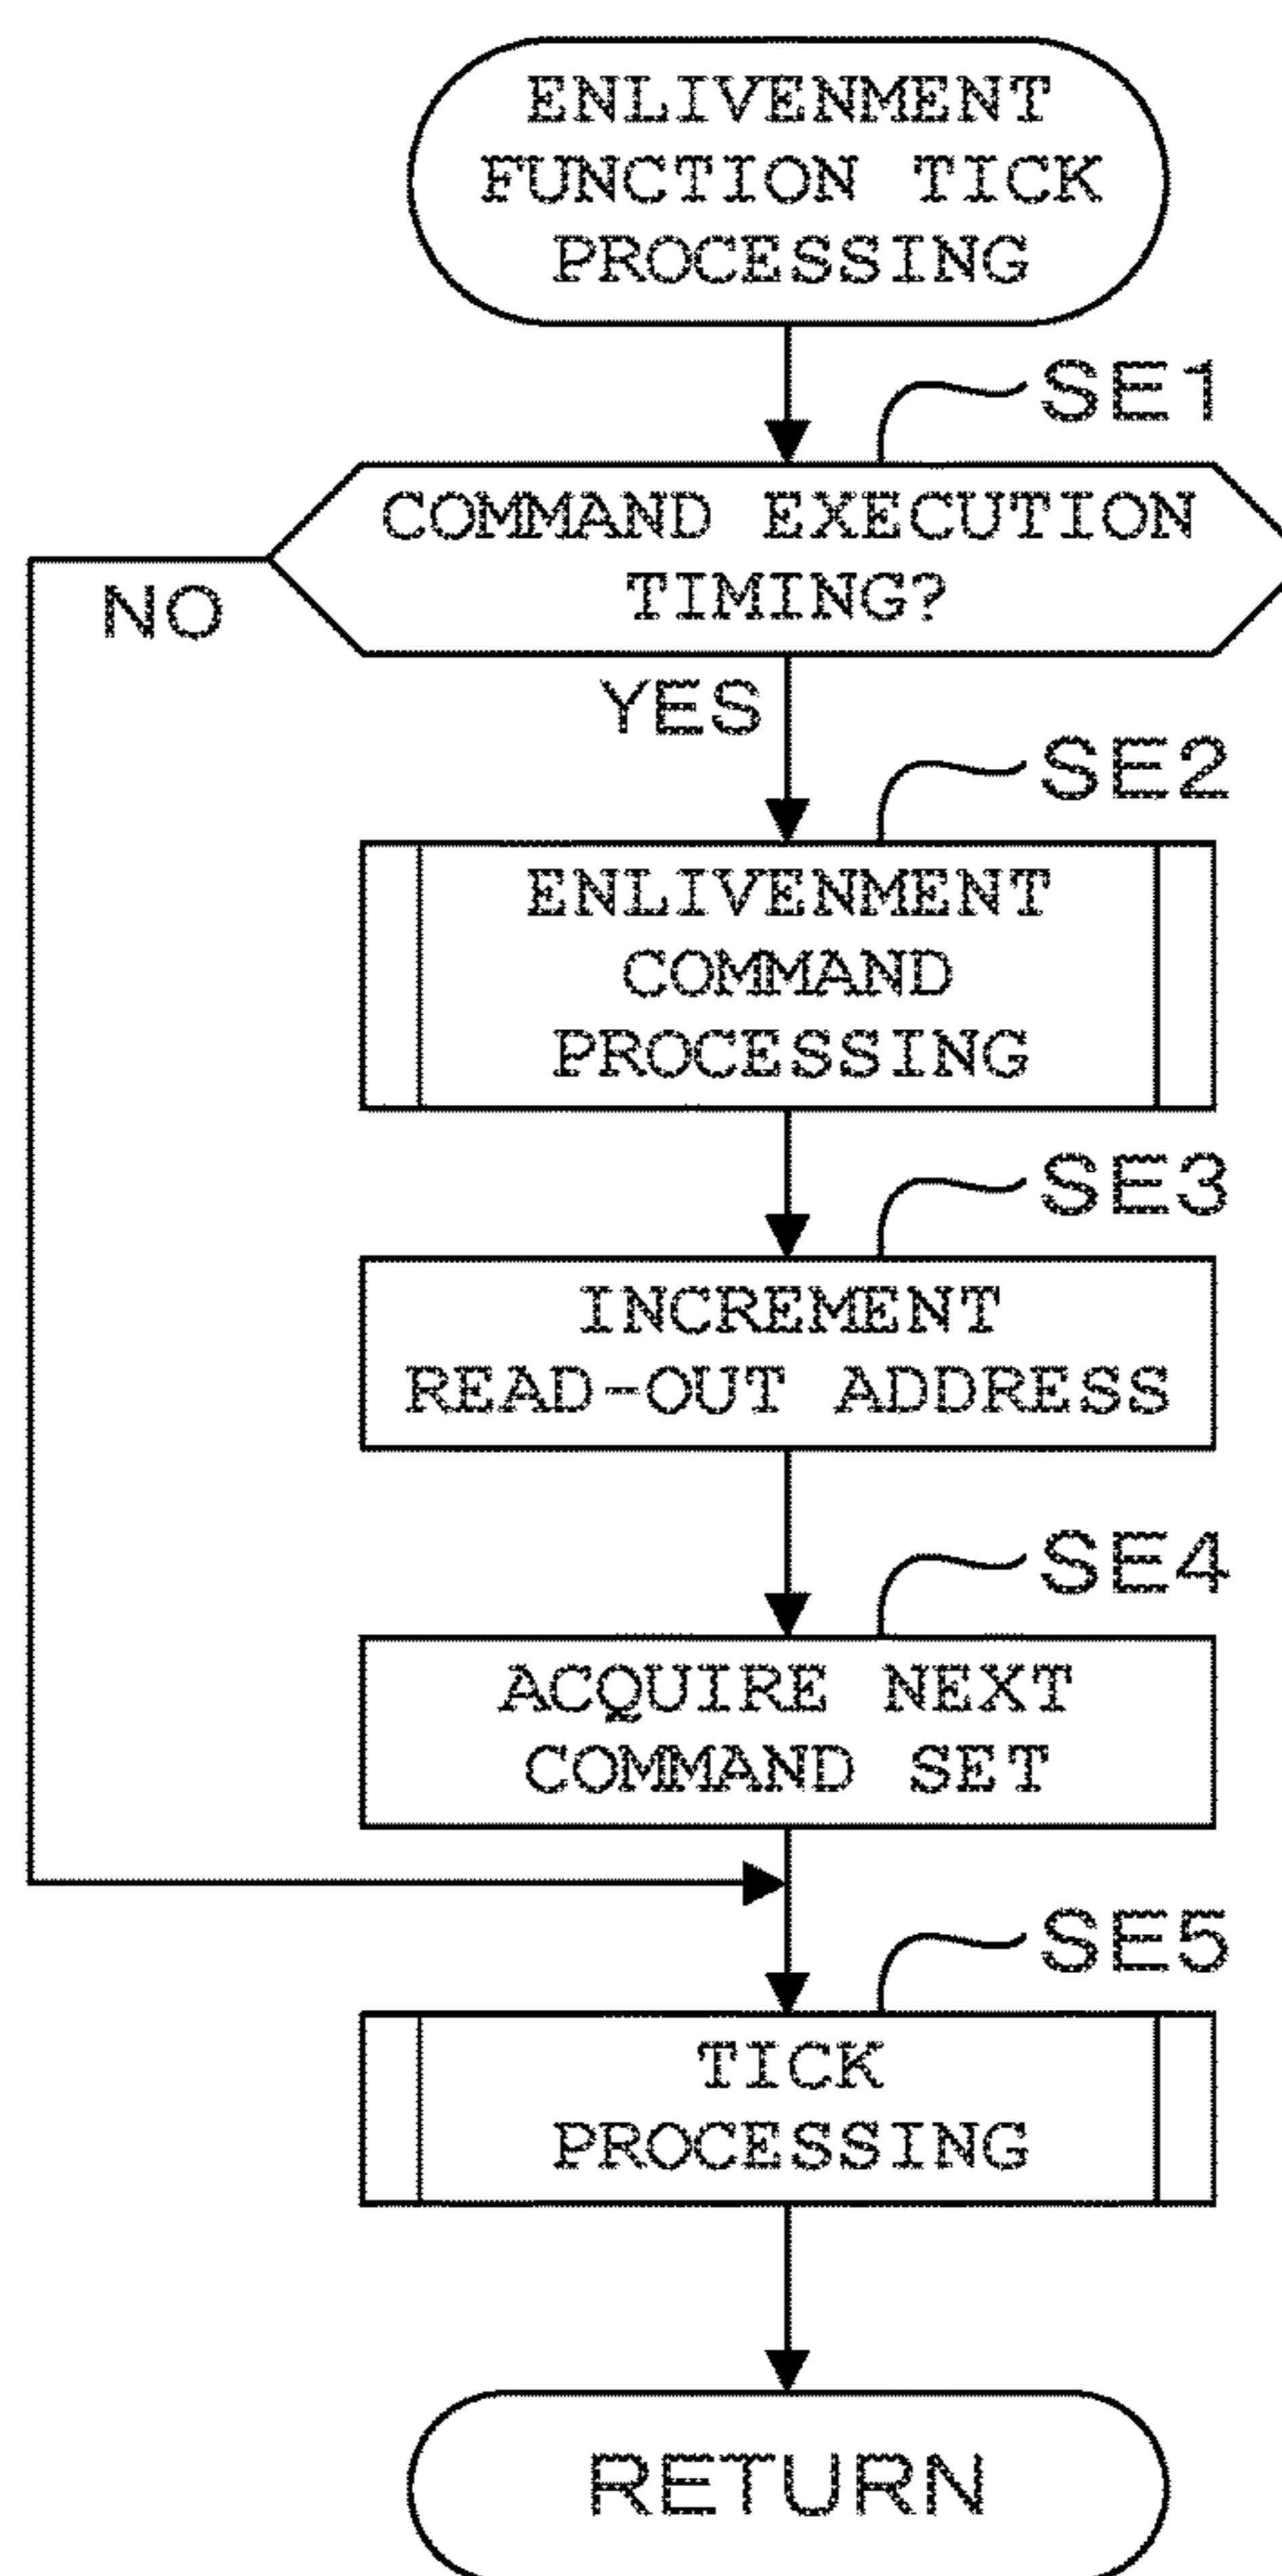 ENLIVENMENT
FUNCTION TICK
PROCESSING
SE1
COMMAND EXECUTION
TIMING?
NO
YES
SE2
ENLIVENMENT
COMMAND
PROCESSING
SE3
INCREMENT
READ-OUT ADDRESS
SE4
ACQUIRE NEXT
COMMAND SET
SE5
TICK
PROCESSING
RETURN